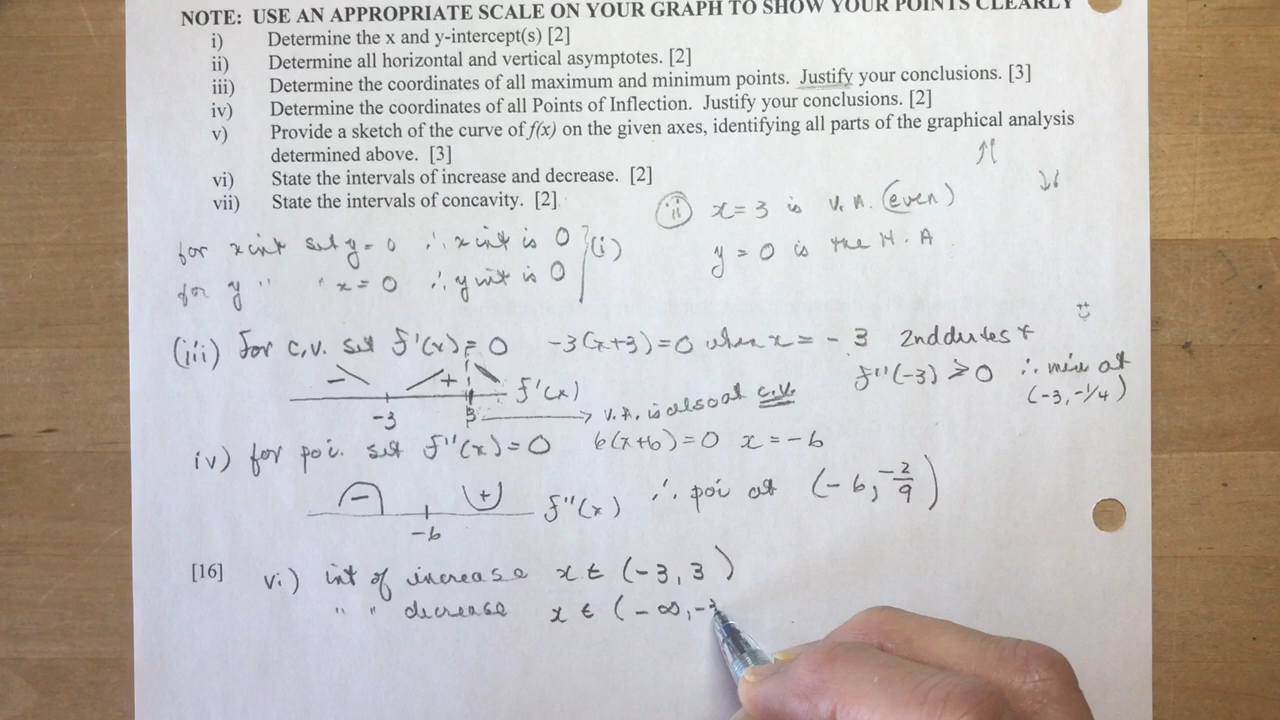 NOTE: USE AN APPROPRIATE SCALE ON YOUR GRAPH TO SHOW YOUR POINTS CLEARLY
i) Determine the x and y-intercept(s) [2]
ii) Determine all horizontal and vertical asymptotes. [2]
iii) Determine the coordinates of all maximum and minimum points. Justify your conclusions. [3]
iv) Determine the coordinates of all Points of Inflection. Justify your conclusions. [2]
v) Provide a sketch of the curve of f(x) on the given axes, identifying all parts of the graphical analysis
determined above. [3]
vi) State the intervals of increase and decrease. [2]
vii) State the intervals of concavity. [2]
(ii) x=3 is V.A. (even)
y=0 is the H.A
for x int set y=0 ∴ x int is 0 (i)
for y " " x=0 ∴ y int is 0
(iii) for c.v. set f'(x)=0 -3(x+3)=0 when x=-3 2nd du test
f''(-3)>0 ∴ min at
(-3,-1/4)
- + f'(x)
-3 3 → V.A. is also at c.v.
iv) for poi. set f''(x)=0 6(x+6)=0 x=-6
- + f''(x) ∴ poi at (-6,-2/9)
-6
[16] vi) int of increase x ∈ (-3,3)
" " decrease x ∈ (-∞,-3